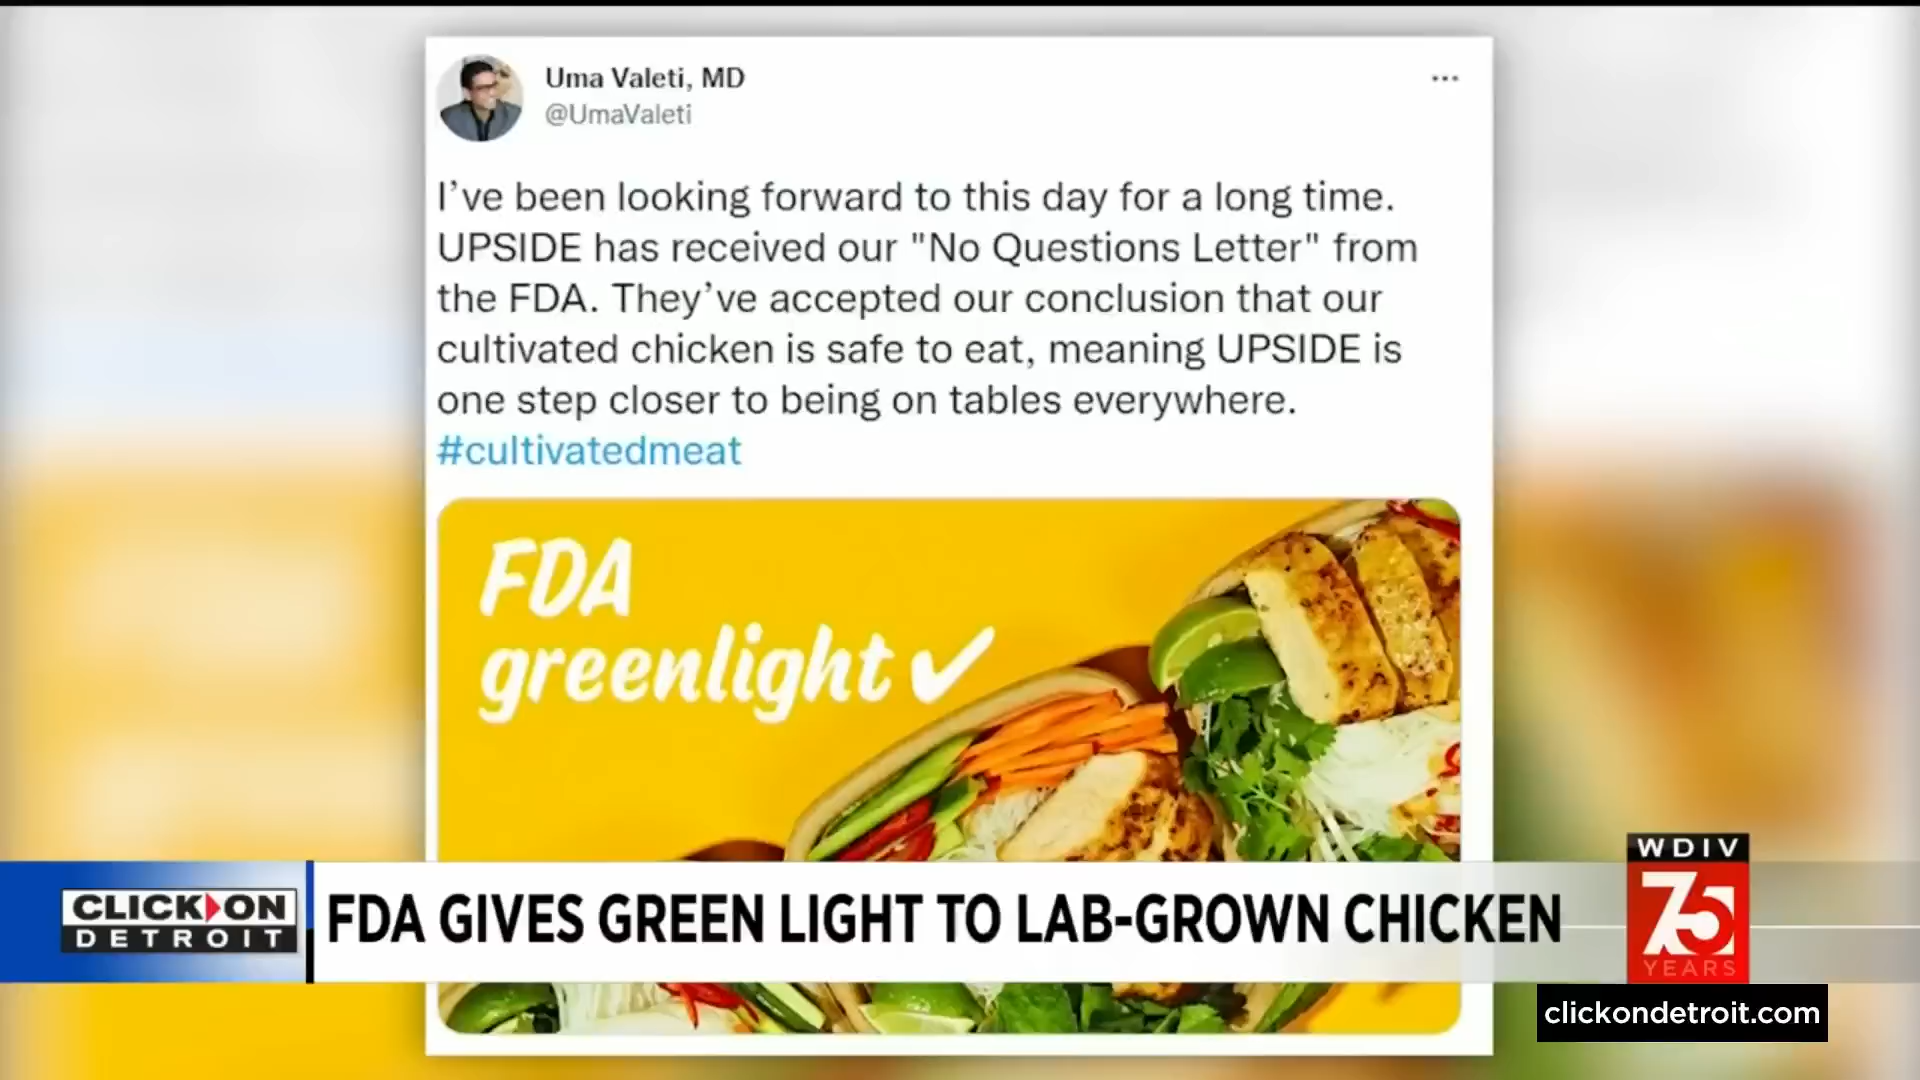 Uma Valeti, MD
@UmaValeti
I’ve been looking forward to this day for a long time.
UPSIDE has received our "No Questions Letter" from
the FDA. They’ve accepted our conclusion that our
cultivated chicken is safe to eat, meaning UPSIDE is
one step closer to being on tables everywhere.
#cultivatedmeat
FDA
greenlight
CLICK ON
DETROIT
FDA GIVES GREEN LIGHT TO LAB-GROWN CHICKEN
WDIV
75
YEARS
clickondetroit.com